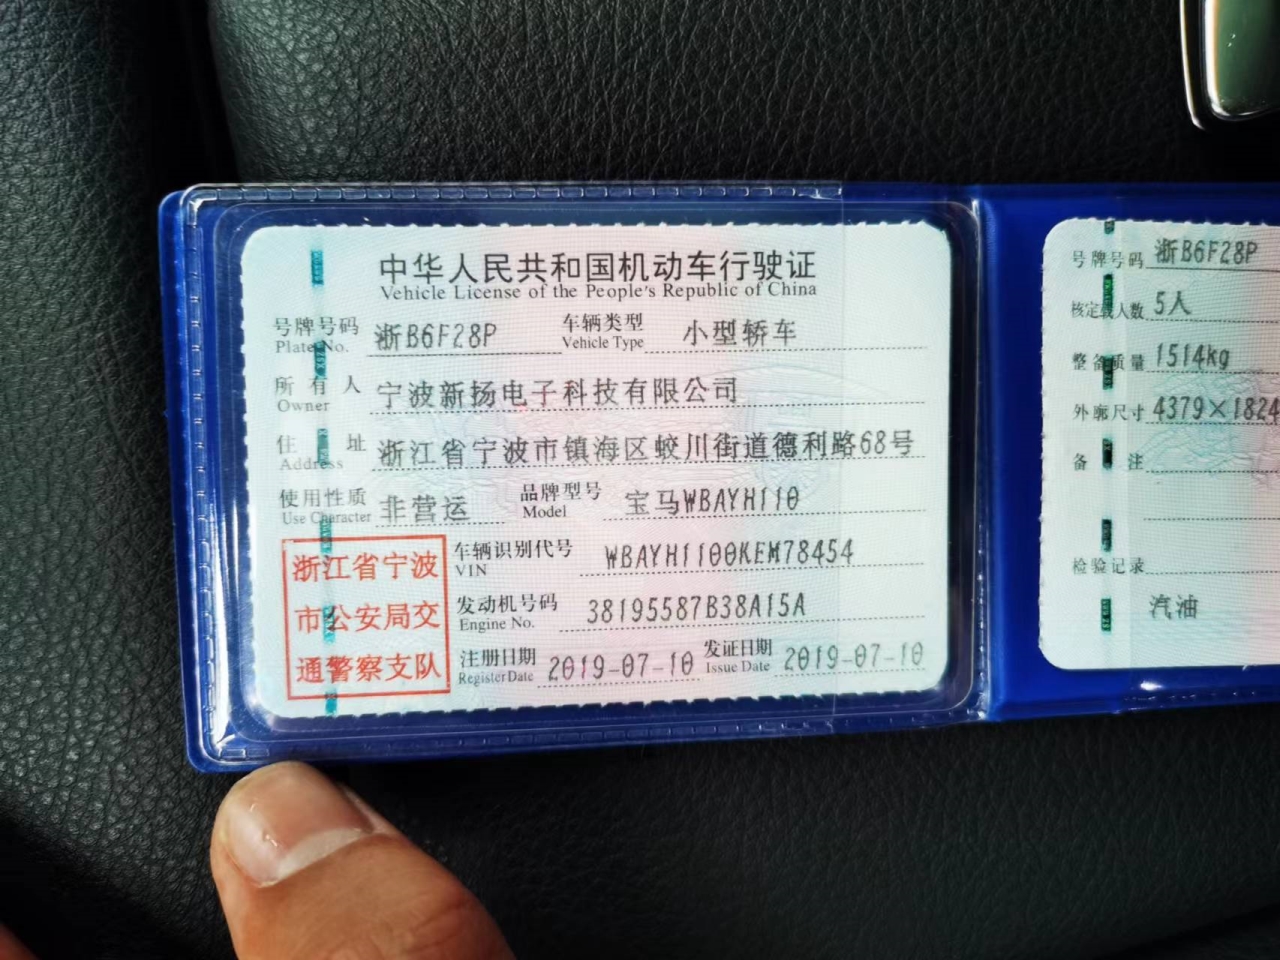 中华人民共和国机动车行驶证
Vehicle License of the People's Republic of China
号牌号码 浙B6F28P 车辆类型 小型轿车
Plate No. Vehicle Type
所有人 宁波新扬电子科技有限公司
Owner
住址 浙江省宁波市镇海区蛟川街道德利路68号
Address
使用性质 非营运 品牌型号 宝马WBAYH110
Use Character Model
浙江省宁波
市公安局交
通警察支队
车辆识别代号 WBAYH1100KEM78454
VIN
发动机号码 38195587B38A15A
Engine No.
注册日期 2019-07-10 发证日期 2019-07-10
Register Date Issue Date
号牌号码 浙B6F28P
核定载人数 5人
整备质量 1514kg
外廓尺寸 4379×1824
备注
检验记录
汽油